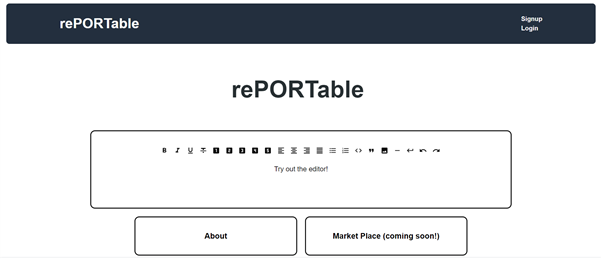 rePORTable
Signup
Login
rePORTable
B I U S 1 2 3 4 5
Try out the editor!
About
Market Place (coming soon!)